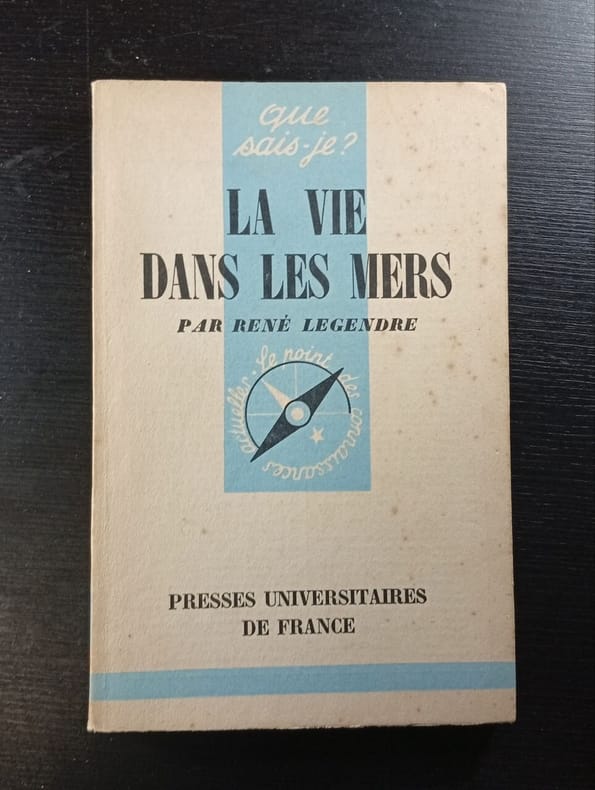 que
sais-je?
LA VIE
DANS LES MERS
PAR RENÉ LEGENDRE
Le point des connaissances actuelles.
PRESSES UNIVERSITAIRES
DE FRANCE